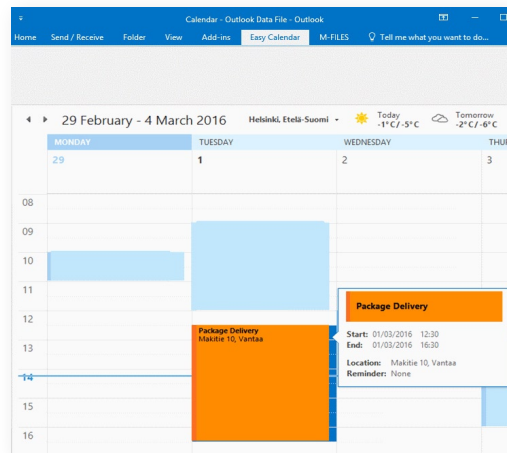 Calendar - Outlook Data File - Outlook
Home Send / Receive Folder View Add-ins Easy Calendar M-FILES Tell me what you want to do...
29 February - 4 March 2016 Helsinki, Etelä-Suomi Today -1°C/-5°C Tomorrow -2°C/-6°C
MONDAY TUESDAY WEDNESDAY THU
29 1 2 3
08
09
10
11
12
13
14
15
16
Package Delivery
Makitie 10, Vantaa
Package Delivery
Start: 01/03/2016 12:30
End: 01/03/2016 16:30
Location: Makitie 10, Vantaa
Reminder: None